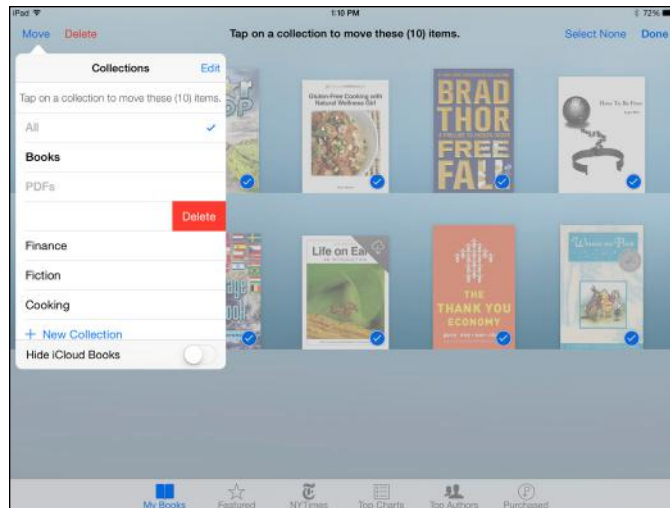 iPad
1:10 PM
72%
Move
Delete
Tap on a collection to move these (10) items.
Select None
Done
Collections
Edit
Tap on a collection to move these (10) items.
All
Books
PDFs
Delete
Finance
Fiction
Cooking
+ New Collection
Hide iCloud Books
Gluten-Free Cooking with
Natural Wellness Girl
BRAD
THOR
FREE
FALL
How To Be Free
Life on Earth
THE
THANK YOU
ECONOMY
Winnie-the-Pooh
My Books
Featured
NYTimes
Top Charts
Top Authors
Purchased